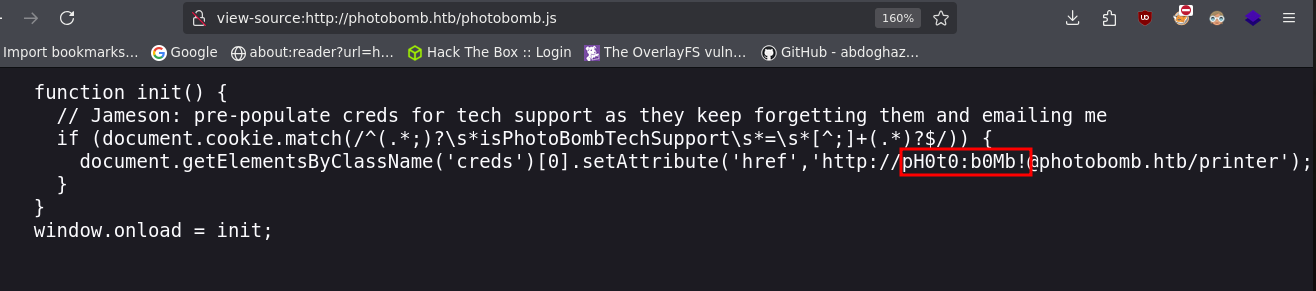 view-source:http://photobomb.htb/photobomb.js 160%
Import bookmarks... Google about:reader?url=h... Hack The Box :: Login The OverlayFS vuln... GitHub - abdoghaz...
function init() {
// Jameson: pre-populate creds for tech support as they keep forgetting them and emailing me
if (document.cookie.match(/^(.*;)?\s*isPhotoBombTechSupport\s*=\s*[^;]+(.*)?$/)) {
document.getElementsByClassName('creds')[0].setAttribute('href','http://pH0t0:b0Mb!@photobomb.htb/printer');
}
}
window.onload = init;